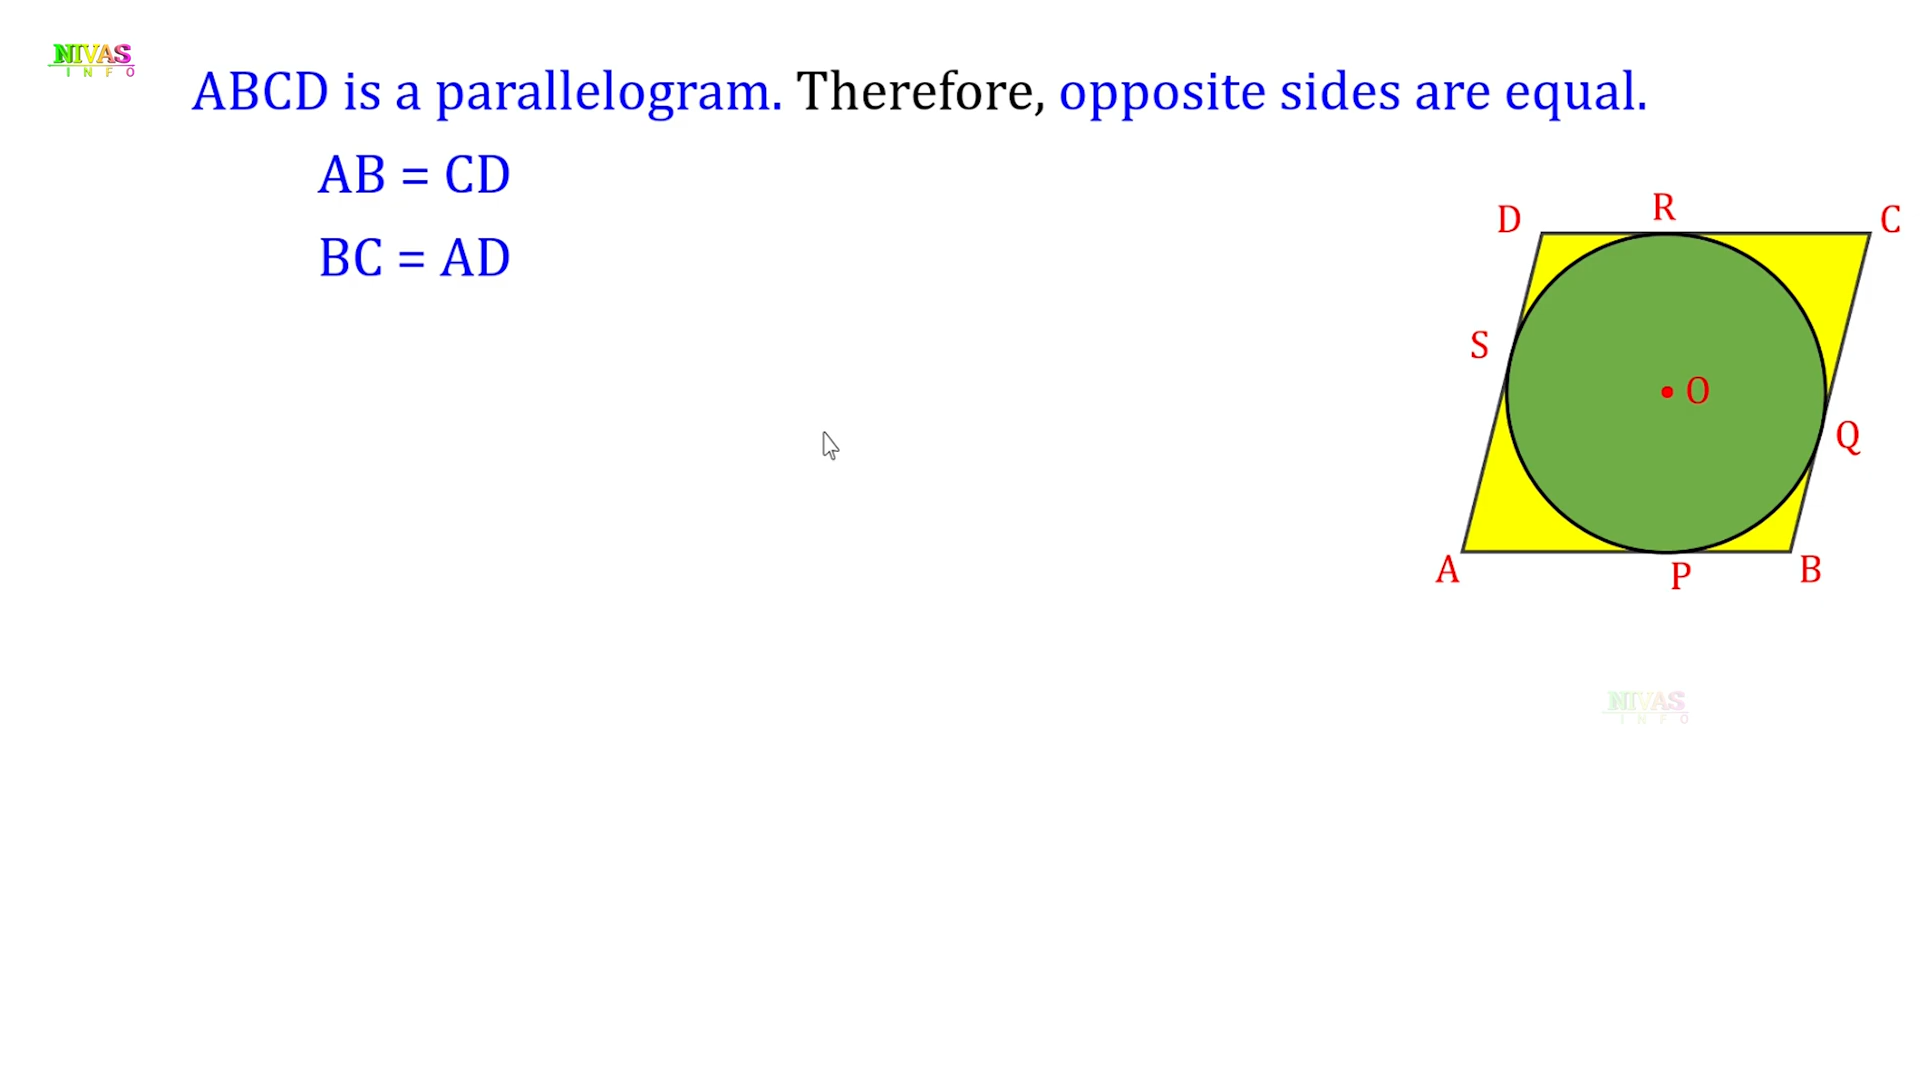 NIVAS
INFO
ABCD is a parallelogram. Therefore, opposite sides are equal.
AB = CD
BC = AD
D R C
S
O
Q
A P B
NIVAS
INFO